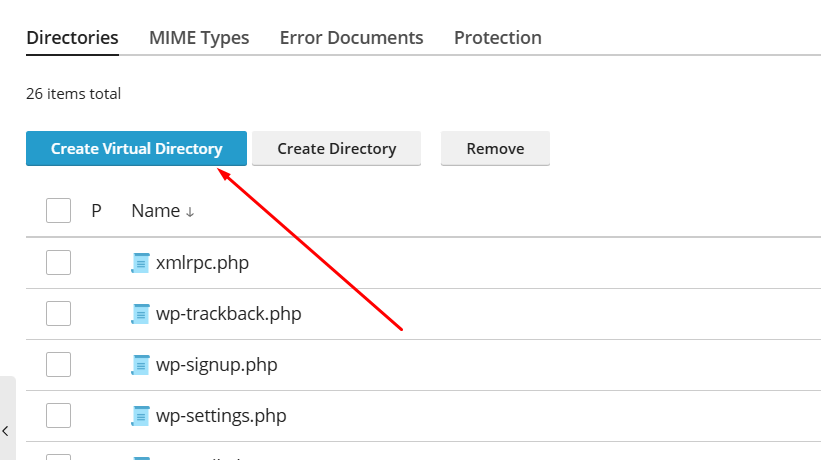 Directories MIME Types Error Documents Protection
26 items total
Create Virtual Directory Create Directory Remove
P Name ↓
xmlrpc.php
wp-trackback.php
wp-signup.php
wp-settings.php